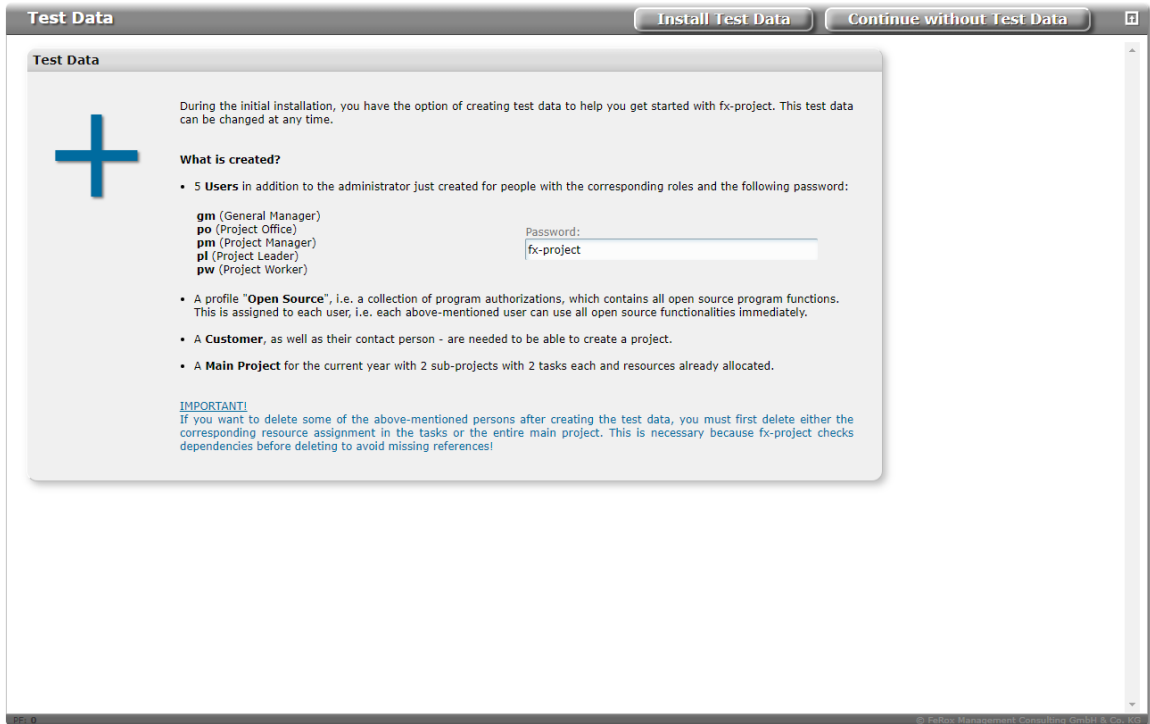 Test Data
Install Test Data
Continue without Test Data
Test Data
During the initial installation, you have the option of creating test data to help you get started with fx-project. This test data
can be changed at any time.
What is created?
• 5 Users in addition to the administrator just created for people with the corresponding roles and the following password:
gm (General Manager)
po (Project Office)
pm (Project Manager)
pl (Project Leader)
pw (Project Worker)
Password:
fx-project
• A profile "Open Source", i.e. a collection of program authorizations, which contains all open source program functions.
This is assigned to each user, i.e. each above-mentioned user can use all open source functionalities immediately.
• A Customer, as well as their contact person - are needed to be able to create a project.
• A Main Project for the current year with 2 sub-projects with 2 tasks each and resources already allocated.
IMPORTANT!
If you want to delete some of the above-mentioned persons after creating the test data, you must first delete either the
corresponding resource assignment in the tasks or the entire main project. This is necessary because fx-project checks
dependencies before deleting to avoid missing references!
PF: 0
© FeRox Management Consulting GmbH & Co. KG